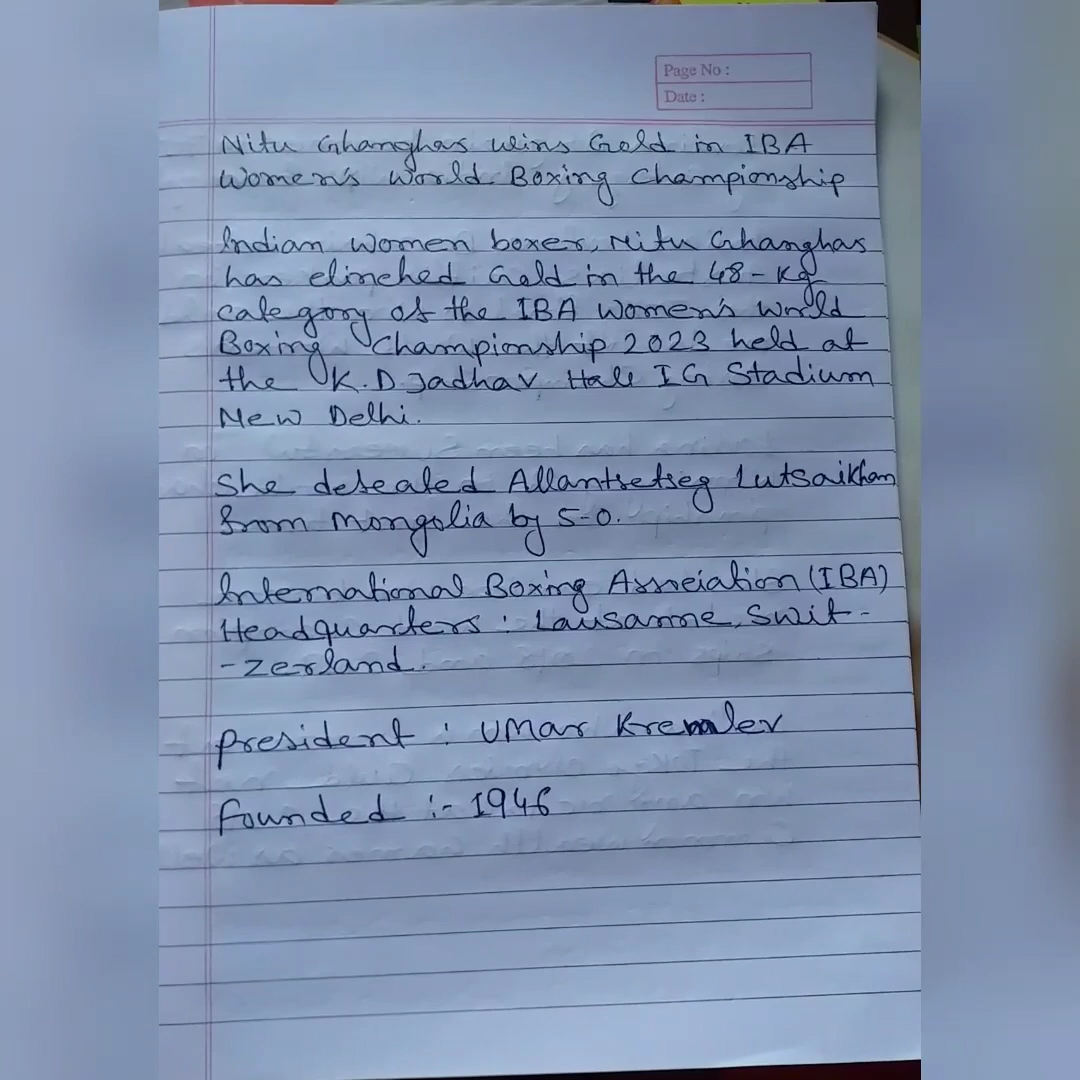 Page No :
Date :
Nitu Ghanghas wins Gold in IBA
Women's World Boxing Championship
Indian women boxer, Nitu Ghanghas
has clinched Gold in the 48-Kg
category of the IBA Women's World
Boxing Championship 2023 held at
the K.D Jadhav Hall IG Stadium
New Delhi.
She defeated Allantsetseg Lutsaikhan
from Mongolia by 5-0.
International Boxing Association (IBA)
Headquarters : Lausanne, Swit-
-zerland.
President : UMar Kremlev
Founded :- 1946